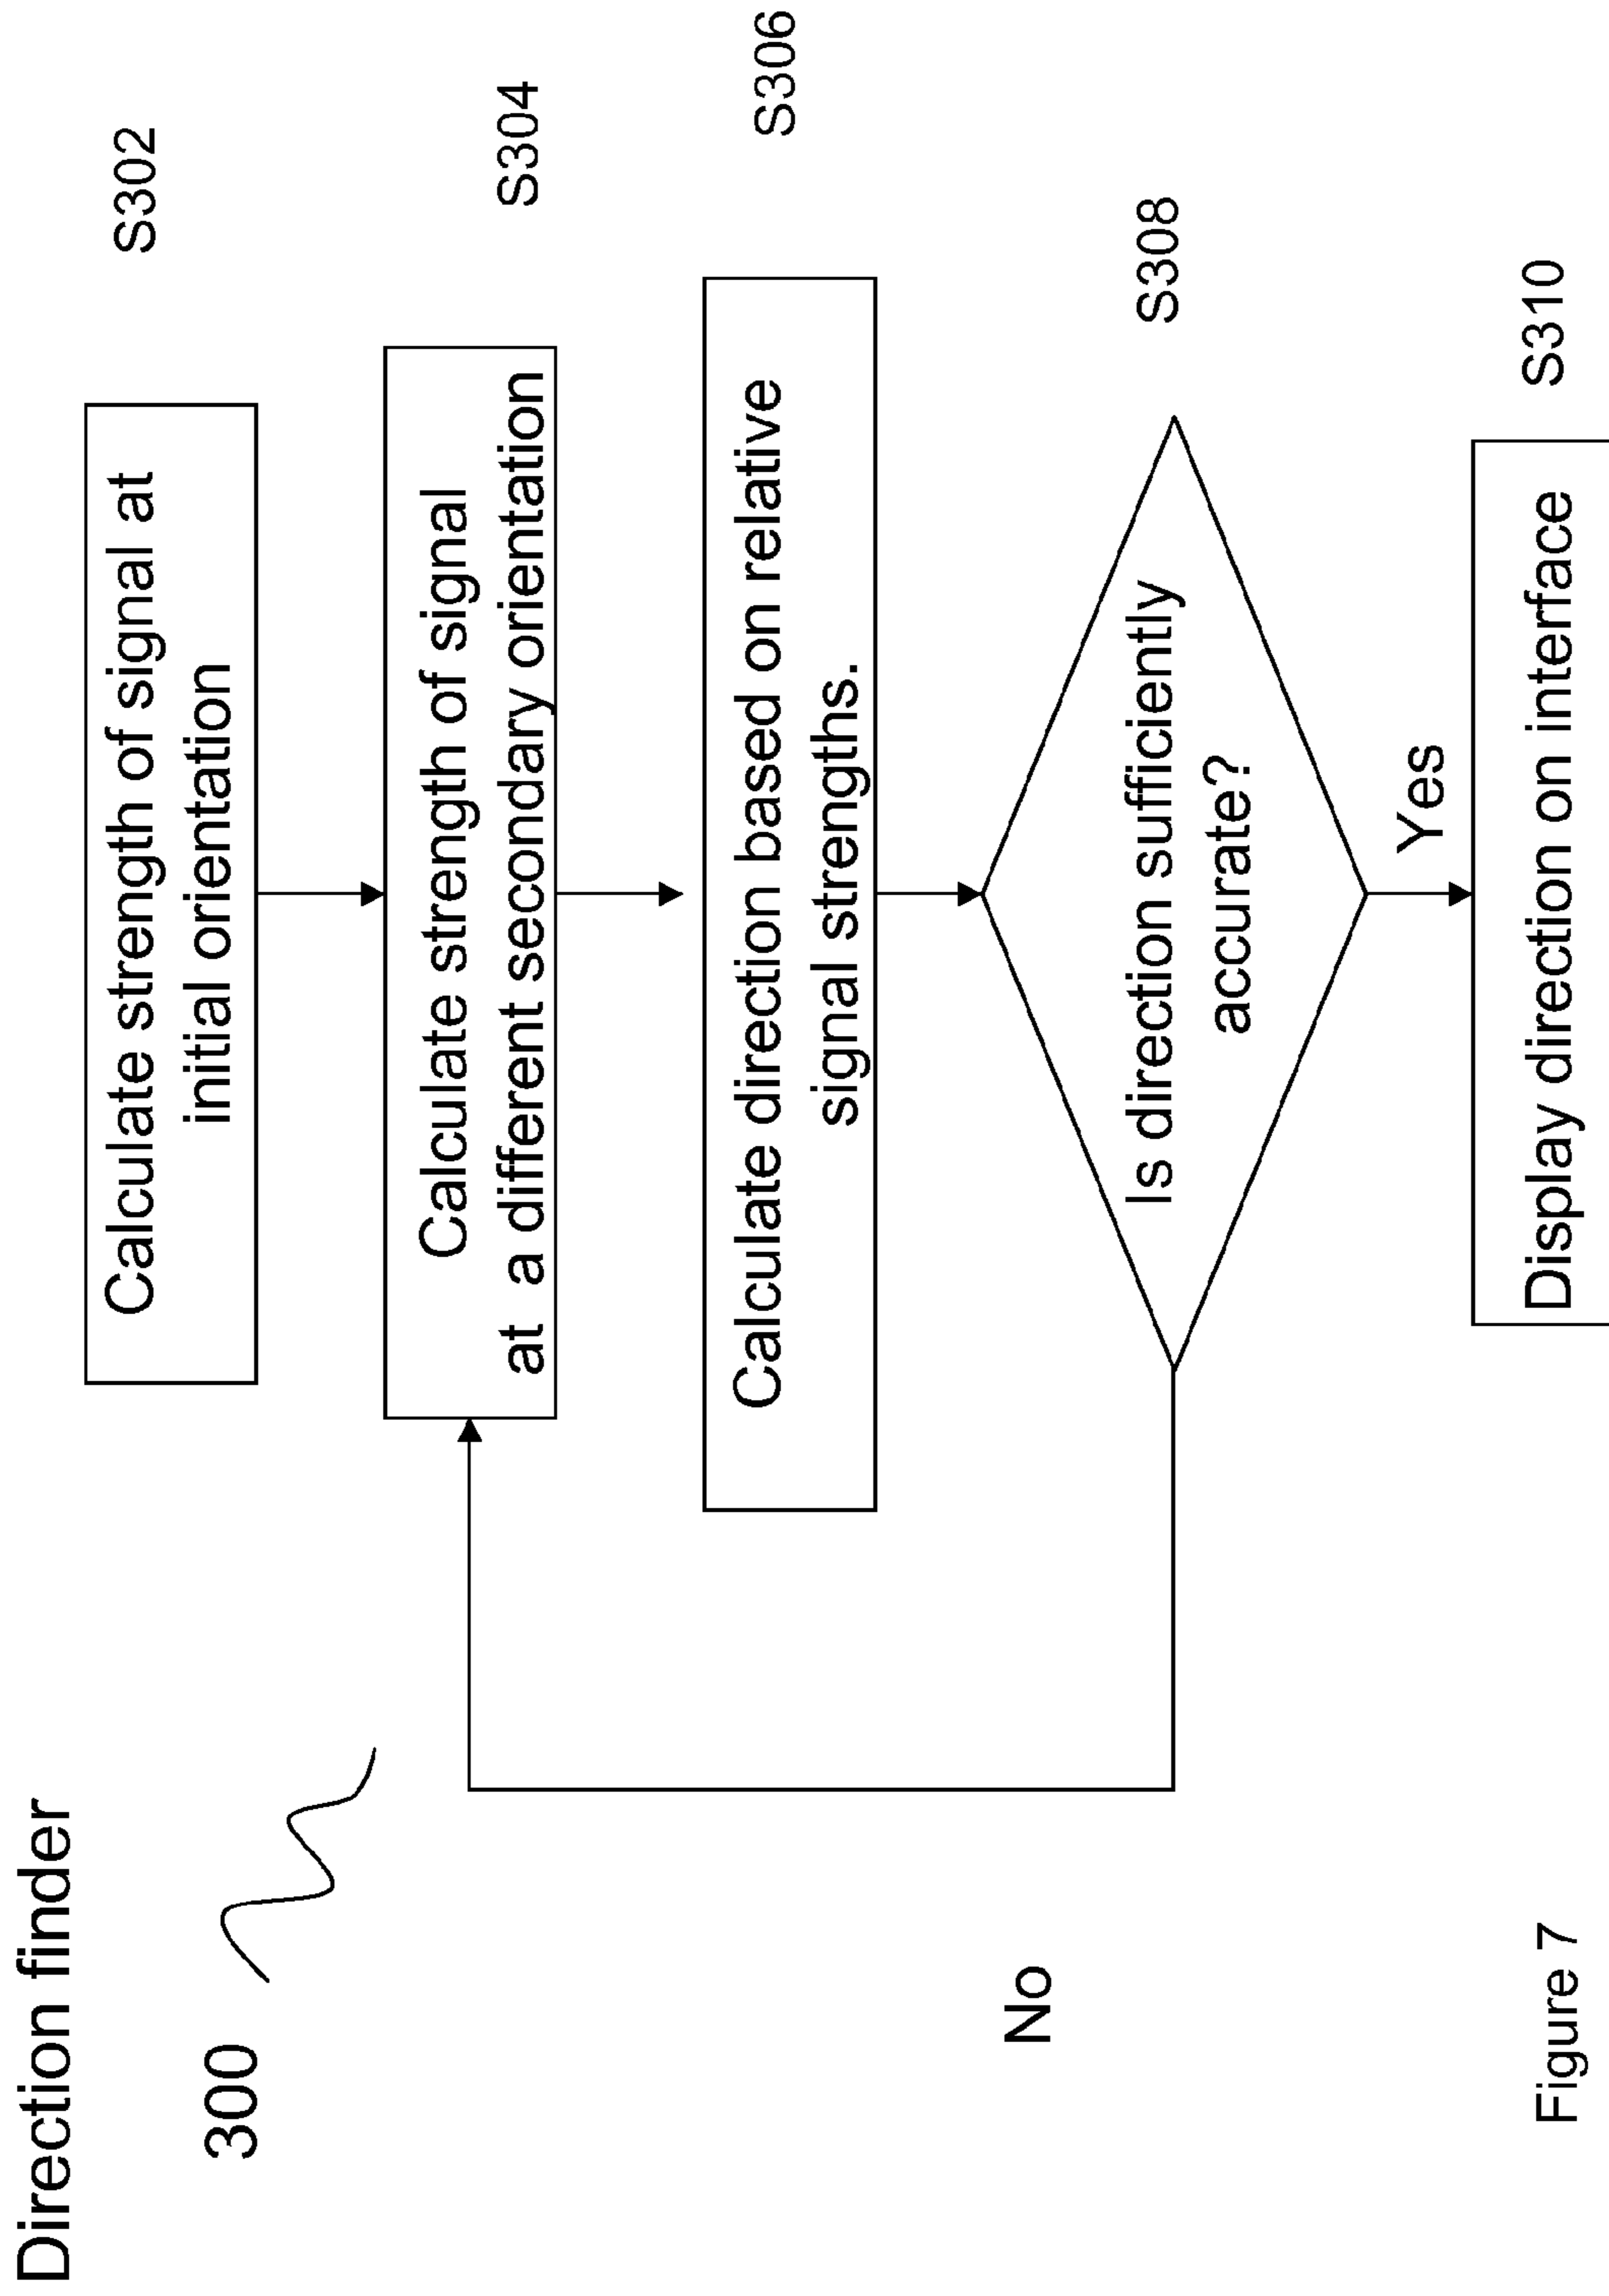 Direction finder
300
Calculate strength of signal at
initial orientation
S302
Calculate strength of signal
at a different secondary orientation
S304
Calculate direction based on relative
signal strengths.
S306
Is direction sufficiently
accurate?
S308
No
Yes
Display direction on interface
S310
Figure 7